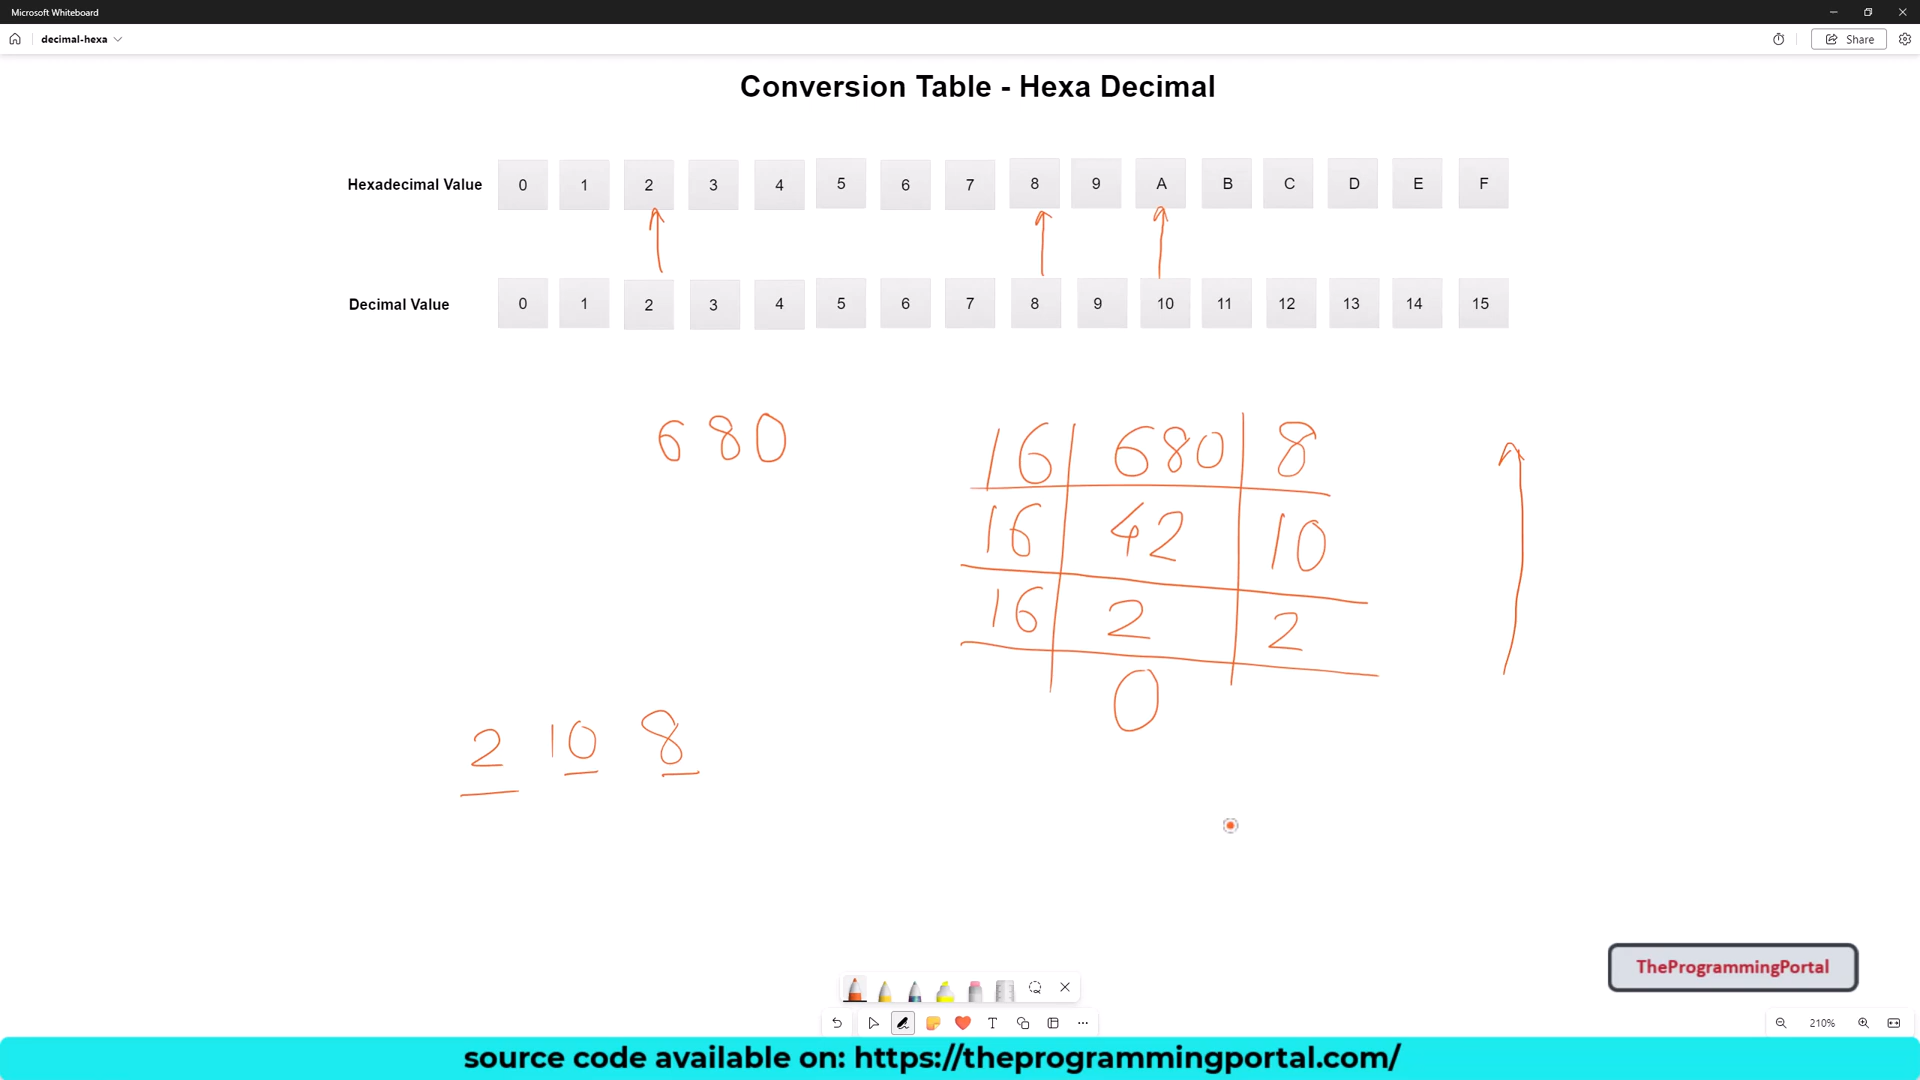 Microsoft Whiteboard
decimal-hexa
Share
Conversion Table - Hexa Decimal
Hexadecimal Value 0 1 2 3 4 5 6 7 8 9 A B C D E F
Decimal Value 0 1 2 3 4 5 6 7 8 9 10 11 12 13 14 15
680
16 680 8
16 42 10
16 2 2
0
2 10 8
TheProgrammingPortal
T
210%
source code available on: https://theprogrammingportal.com/